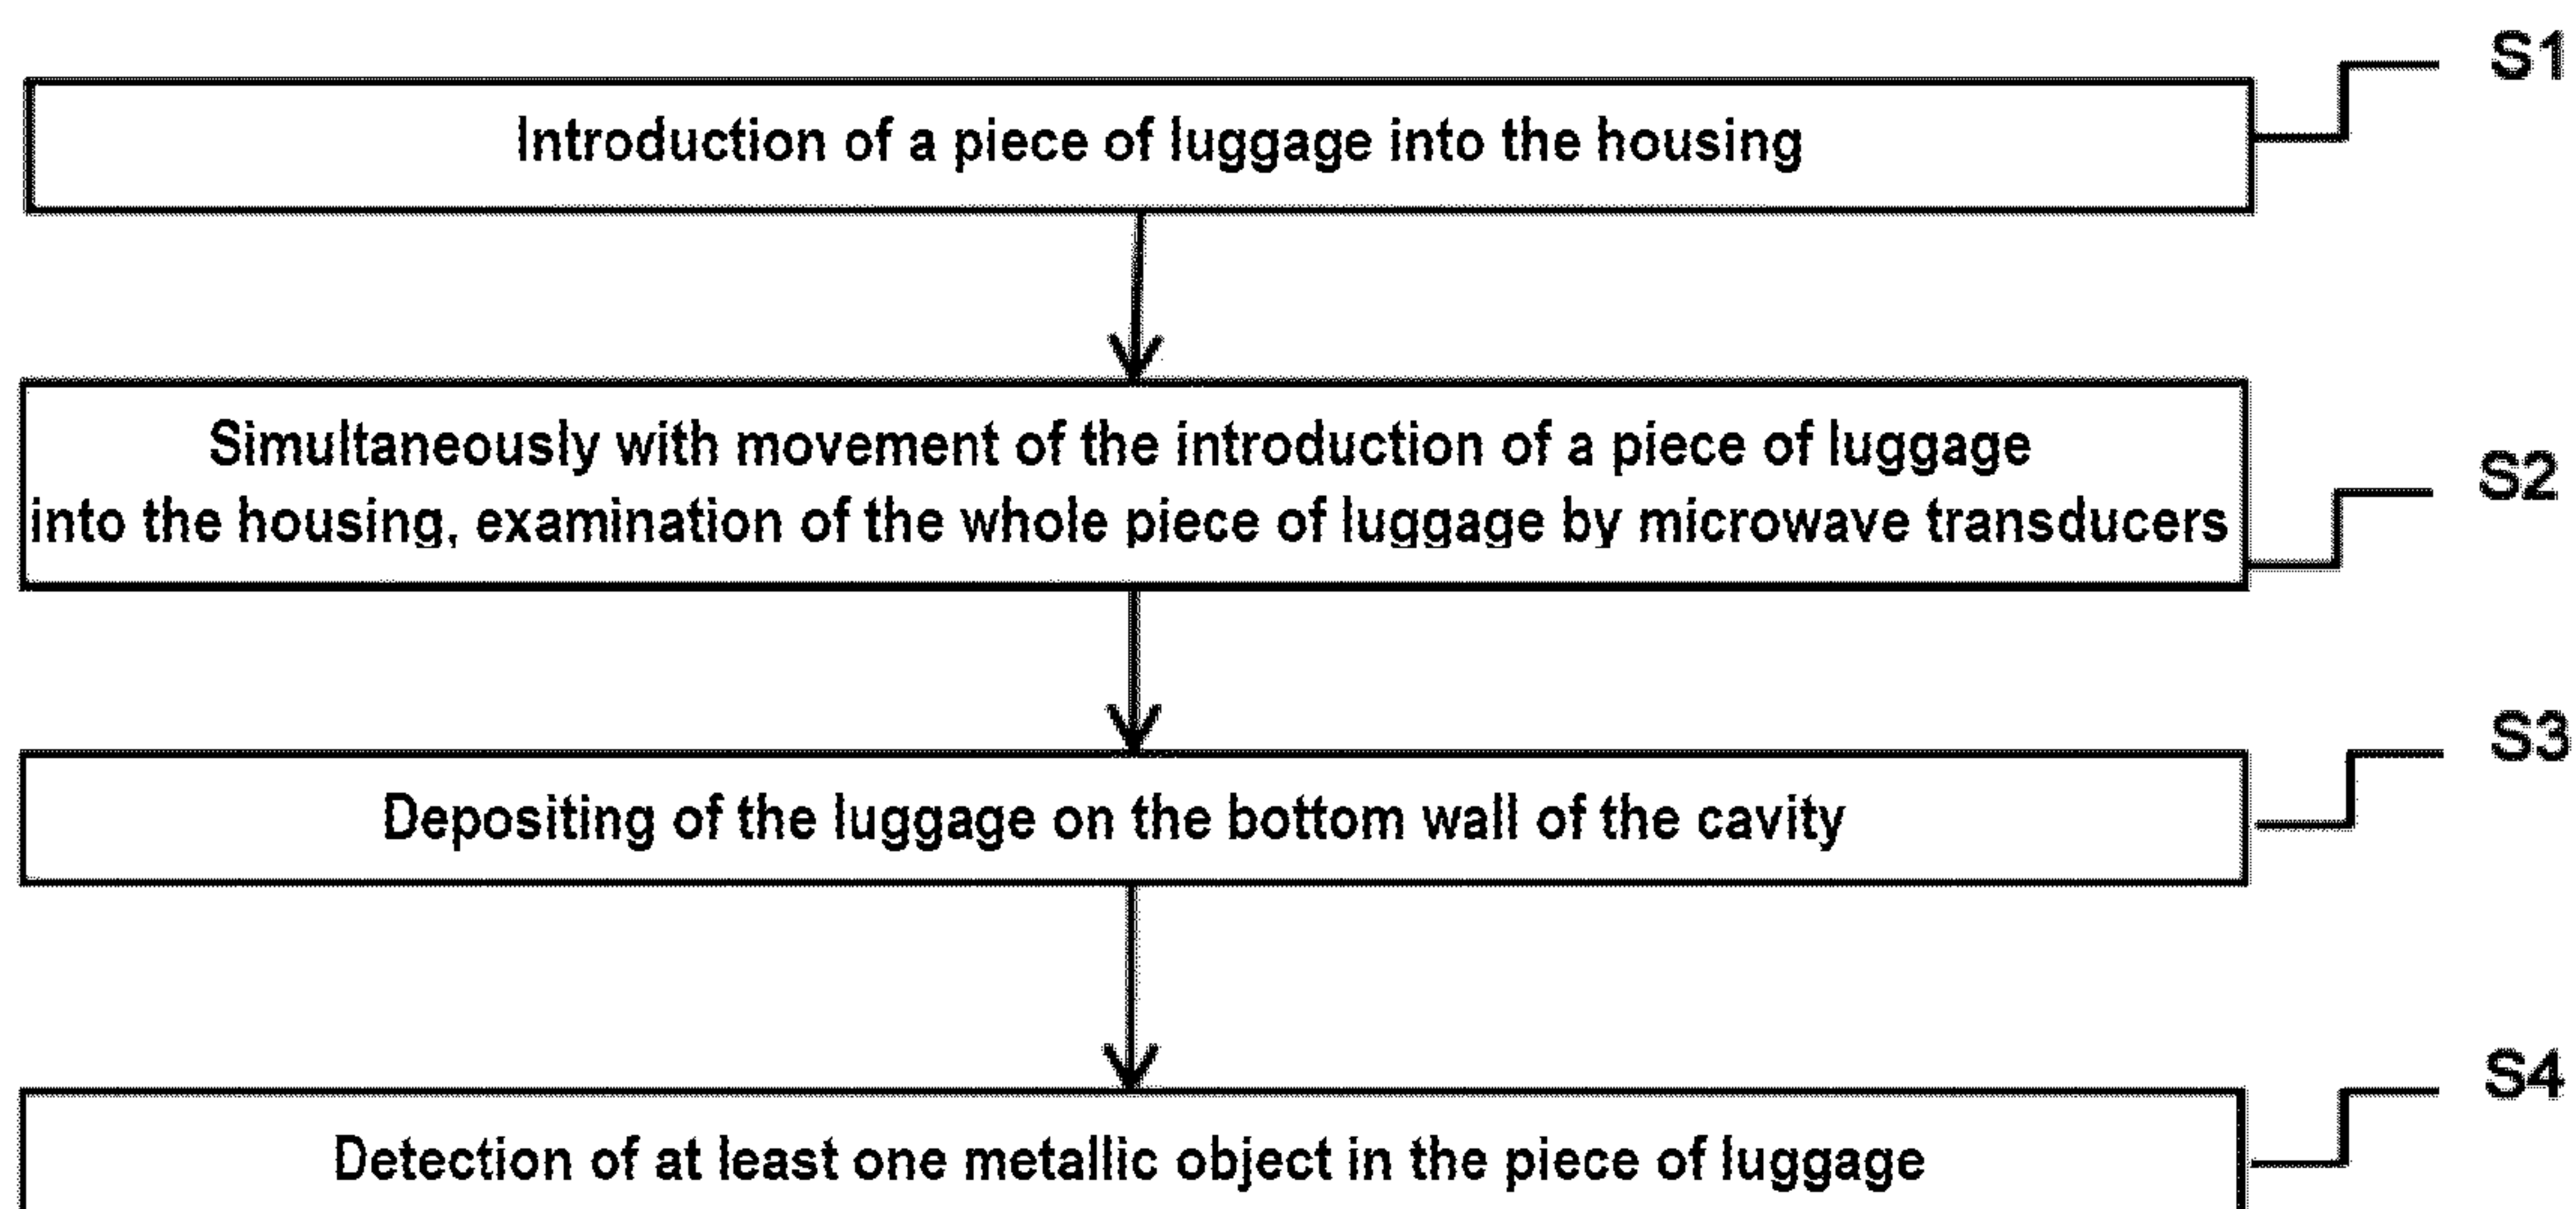 S1
Introduction of a piece of luggage into the housing
Simultaneously with movement of the introduction of a piece of luggage
into the housing, examination of the whole piece of luggage by microwave transducers
S2
S3
Depositing of the luggage on the bottom wall of the cavity
S4
Detection of at least one metallic object in the piece of luggage